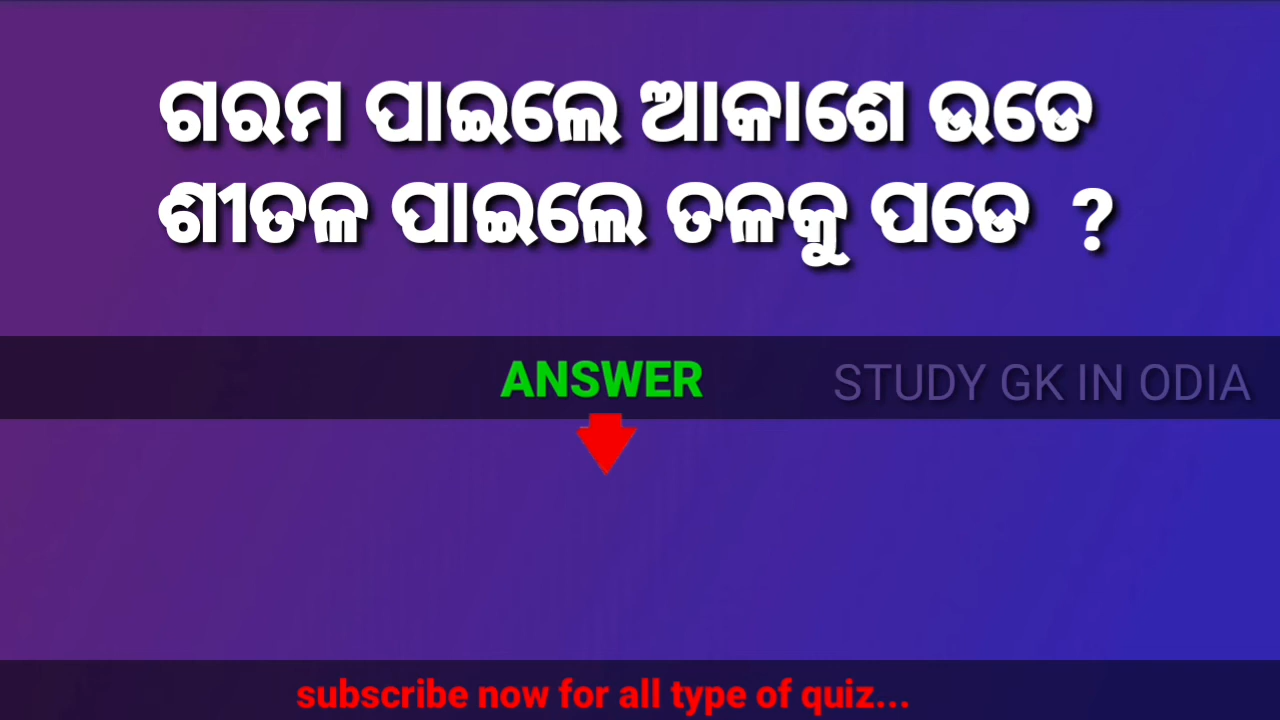 ଗରମ ପାଇଲେ ଆକାଶେ ଉଡେ
ଶୀତଳ ପାଇଲେ ତଳକୁ ପଡେ ?
ANSWER
STUDY GK IN ODIA
subscribe now for all type of quiz...